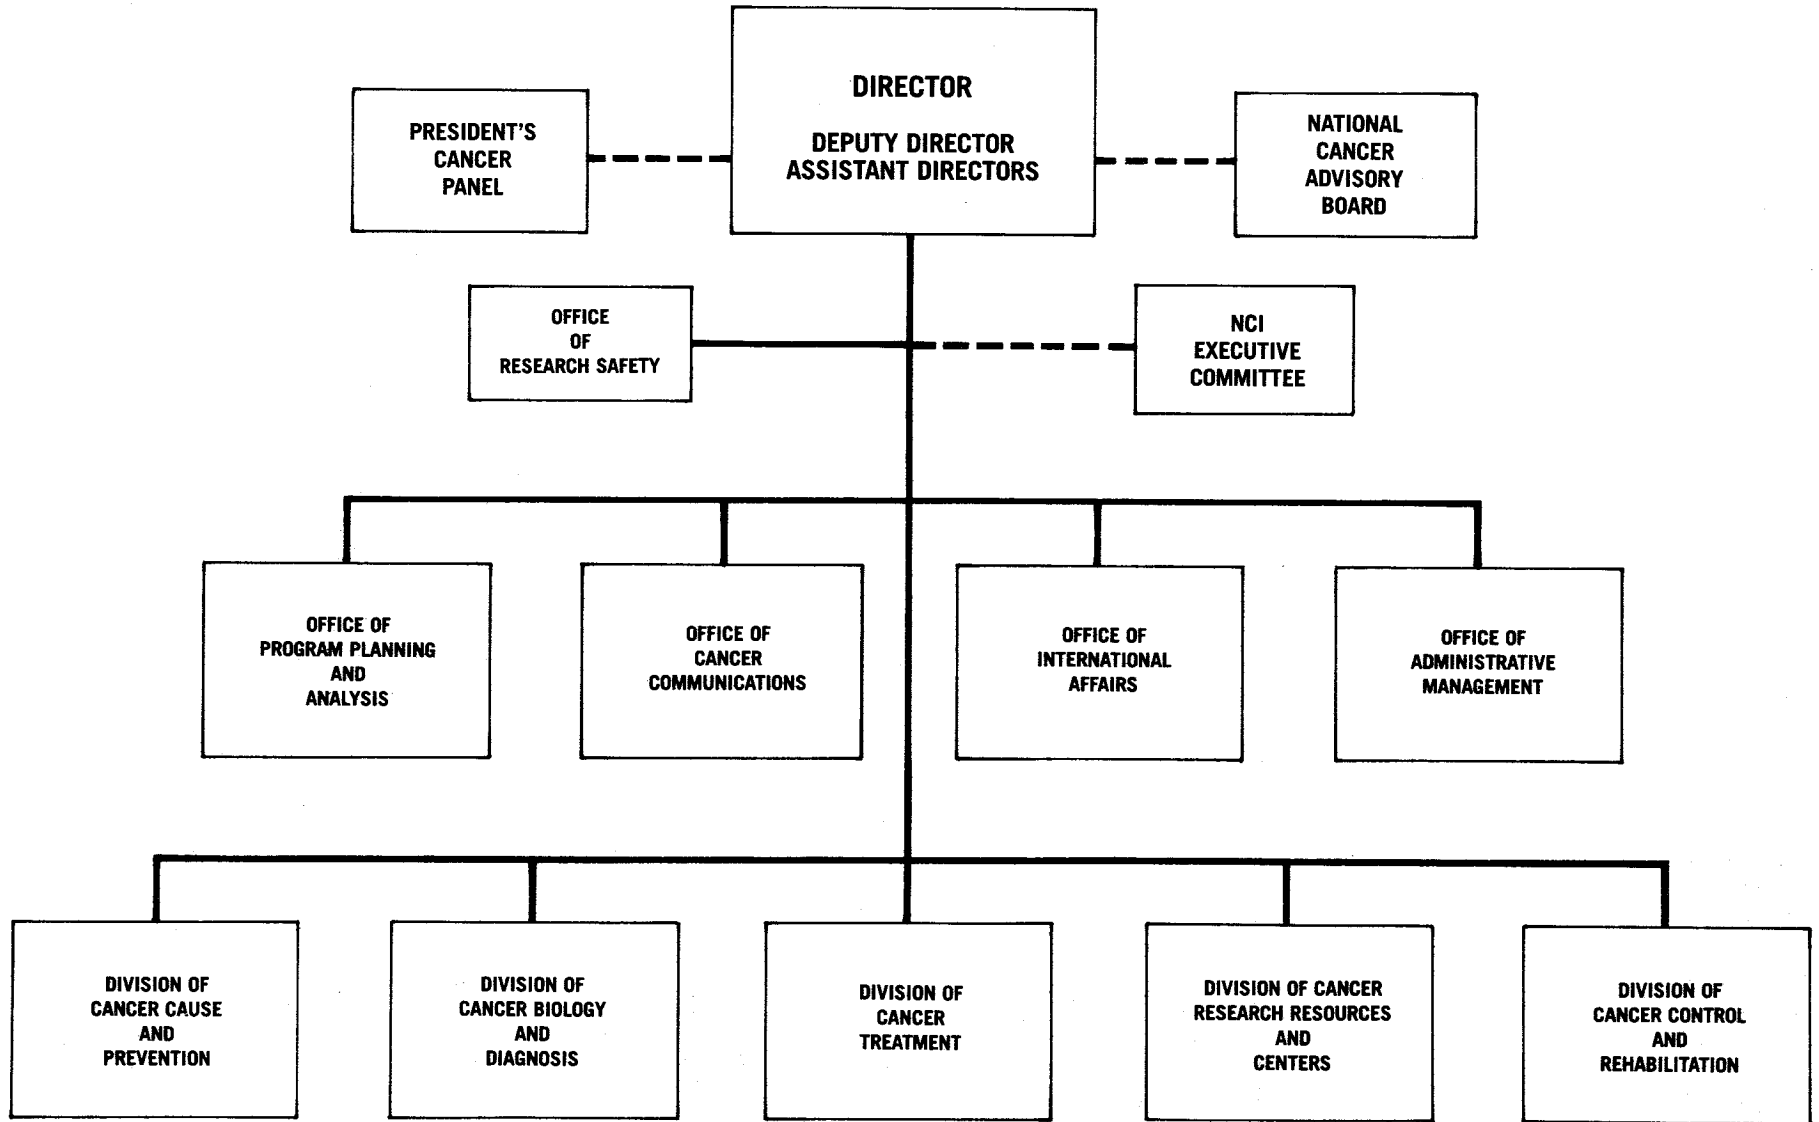 DIRECTOR
DEPUTY DIRECTOR
ASSISTANT DIRECTORS
PRESIDENT'S
CANCER
PANEL
NATIONAL
CANCER
ADVISORY
BOARD
OFFICE
OF
RESEARCH SAFETY
NCI
EXECUTIVE
COMMITTEE
OFFICE OF
PROGRAM PLANNING
AND
ANALYSIS
OFFICE OF
CANCER
COMMUNICATIONS
OFFICE OF
INTERNATIONAL
AFFAIRS
OFFICE OF
ADMINISTRATIVE
MANAGEMENT
DIVISION OF
CANCER CAUSE
AND
PREVENTION
DIVISION OF
CANCER BIOLOGY
AND
DIAGNOSIS
DIVISION OF
CANCER
TREATMENT
DIVISION OF CANCER
RESEARCH RESOURCES
AND
CENTERS
DIVISION OF
CANCER CONTROL
AND
REHABILITATION